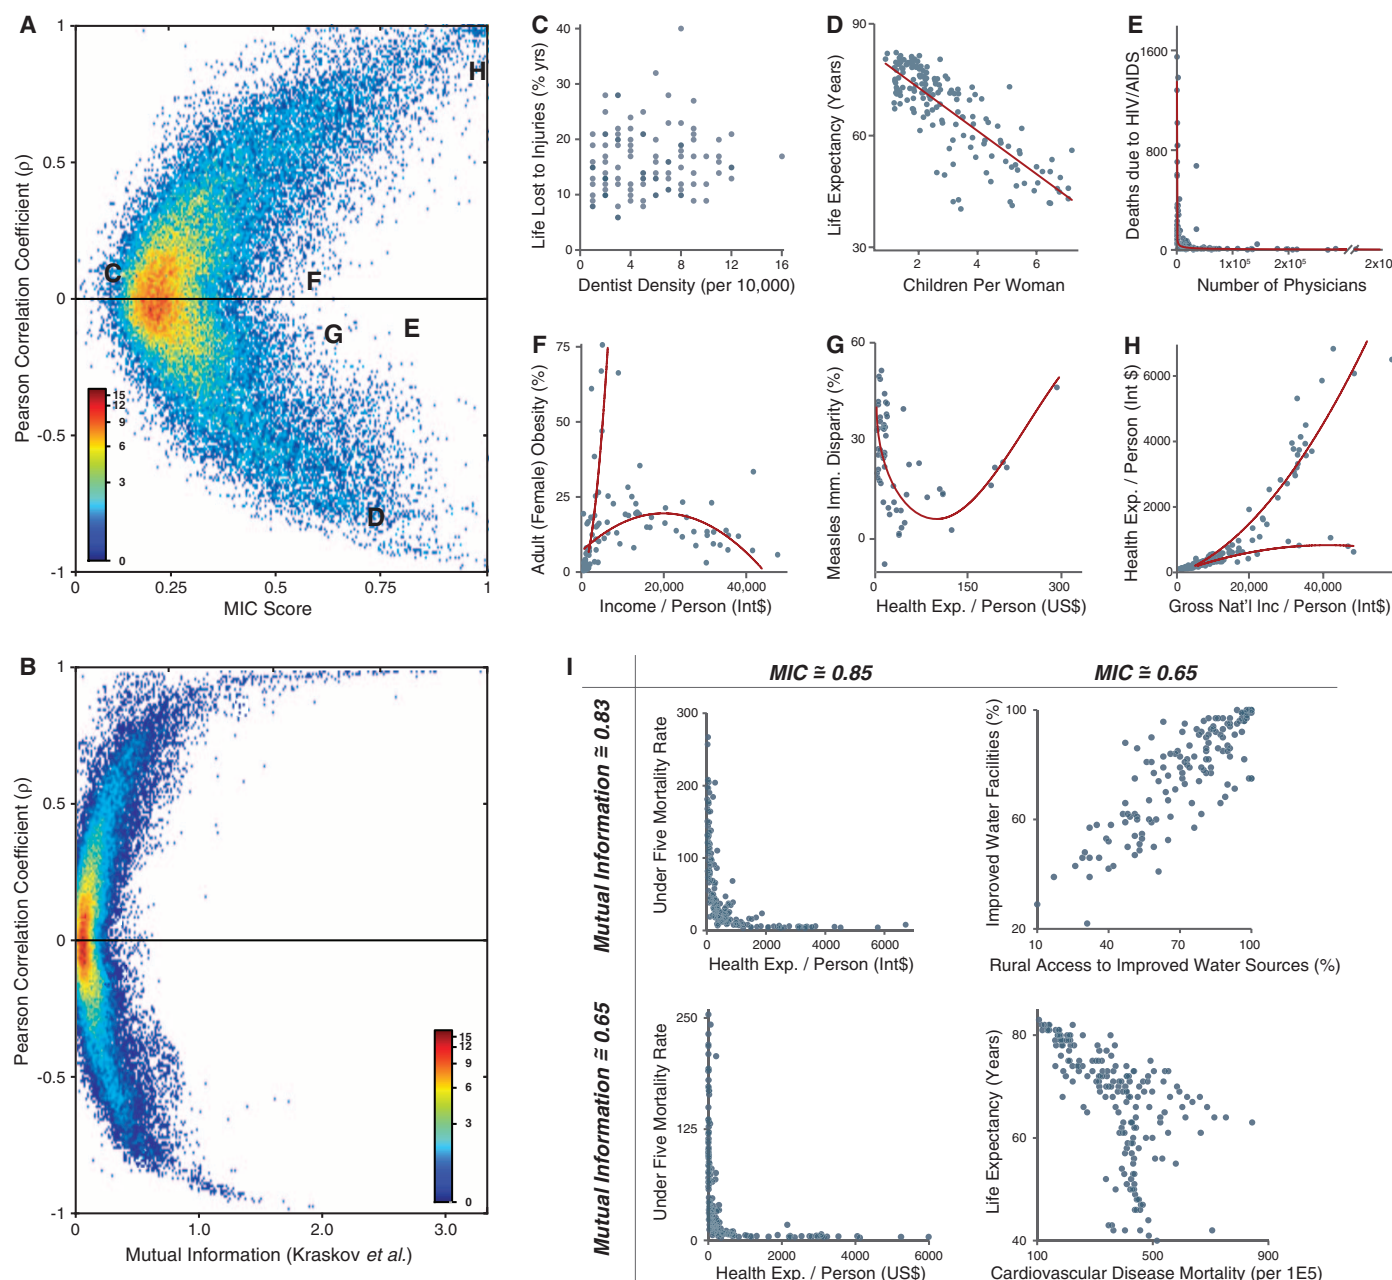 A
1
0.5
0
-0.5
-1
Pearson Correlation Coefficient (ρ)
C
F
G
E
D
H
15
12
9
6
3
0
0
0.25
0.5
0.75
1
MIC Score
C
Life Lost to Injuries (% yrs)
40
30
20
10
0
0
4
8
12
16
Dentist Density (per 10,000)
D
Life Expectancy (Years)
90
60
30
2
4
6
Children Per Woman
E
Deaths due to HIV/AIDS
1600
800
0
0
1x10⁵
2x10⁵
2x10
Number of Physicians
F
Adult (Female) Obesity (%)
75
50
25
0
0
20,000
40,000
Income / Person (Int$)
G
Measles Imm. Disparity (%)
60
30
0
0
150
300
Health Exp. / Person (US$)
H
Health Exp. / Person (Int $)
6000
4000
2000
0
0
20,000
40,000
Gross Nat'l Inc / Person (Int$)
B
1
0.5
0
-0.5
-1
Pearson Correlation Coefficient (ρ)
15
12
9
6
3
0
0
1.0
2.0
3.0
Mutual Information (Kraskov et al.)
I
MIC ≅ 0.85
MIC ≅ 0.65
Mutual Information ≅ 0.83
Under Five Mortality Rate
300
200
100
0
0
2000
4000
6000
Health Exp. / Person (Int$)
Improved Water Facilities (%)
100
60
20
10
40
70
100
Rural Access to Improved Water Sources (%)
Mutual Information ≅ 0.65
Under Five Mortality Rate
250
125
0
0
2000
4000
6000
Health Exp. / Person (US$)
Life Expectancy (Years)
80
60
40
100
500
900
Cardiovascular Disease Mortality (per 1E5)